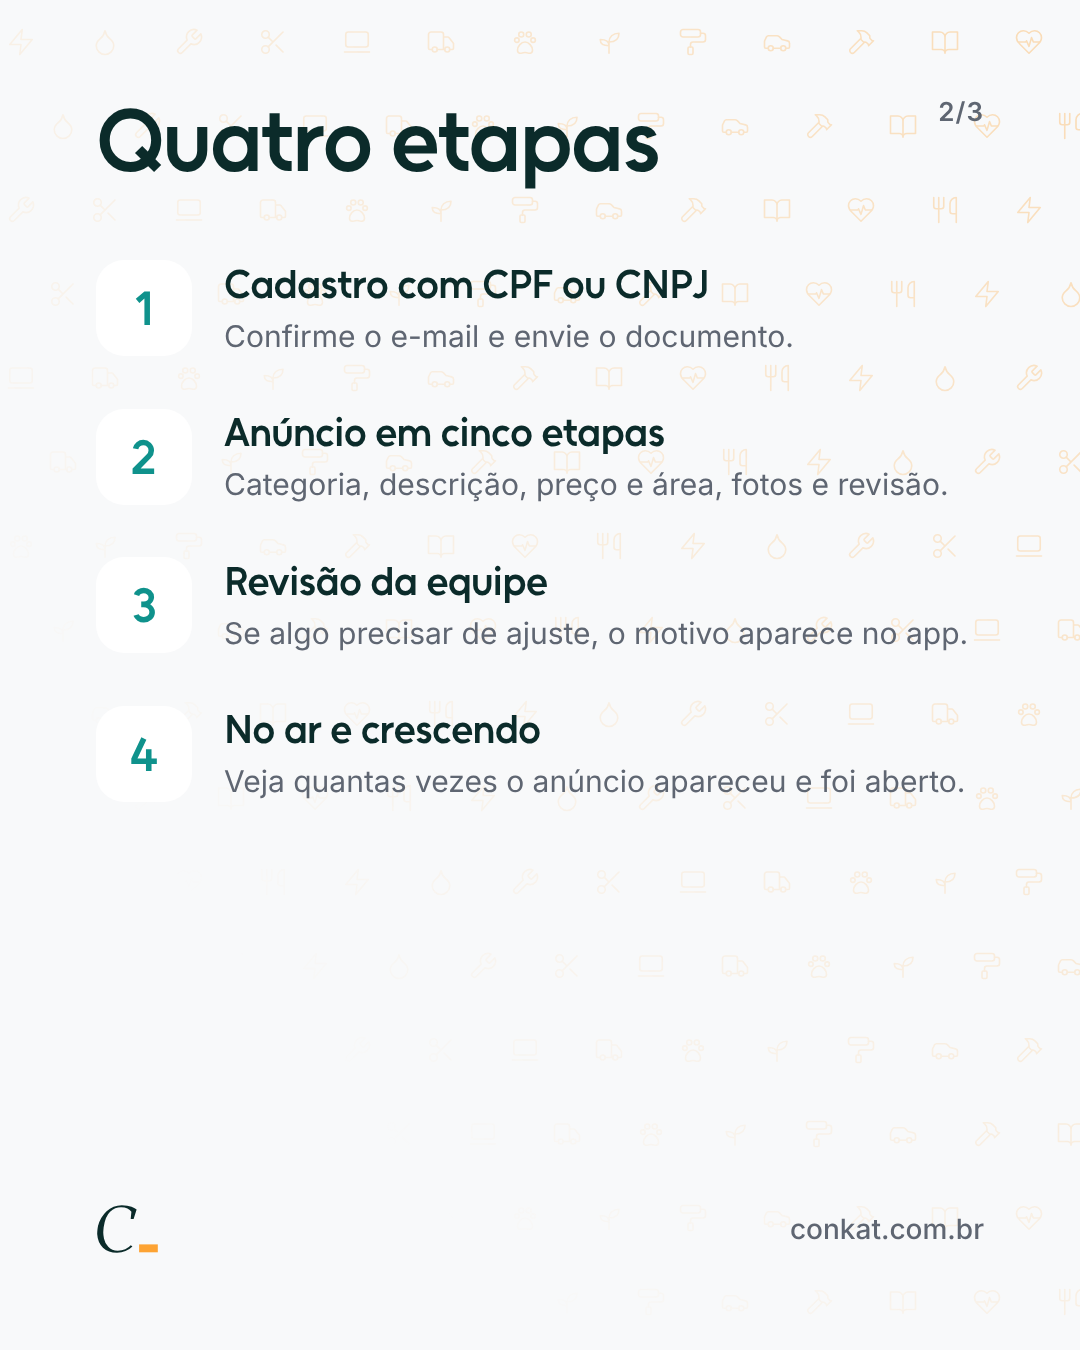 Quatro etapas
2/3
1
Cadastro com CPF ou CNPJ
Confirme o e-mail e envie o documento.
2
Anúncio em cinco etapas
Categoria, descrição, preço e área, fotos e revisão.
3
Revisão da equipe
Se algo precisar de ajuste, o motivo aparece no app.
4
No ar e crescendo
Veja quantas vezes o anúncio apareceu e foi aberto.
C_
conkat.com.br